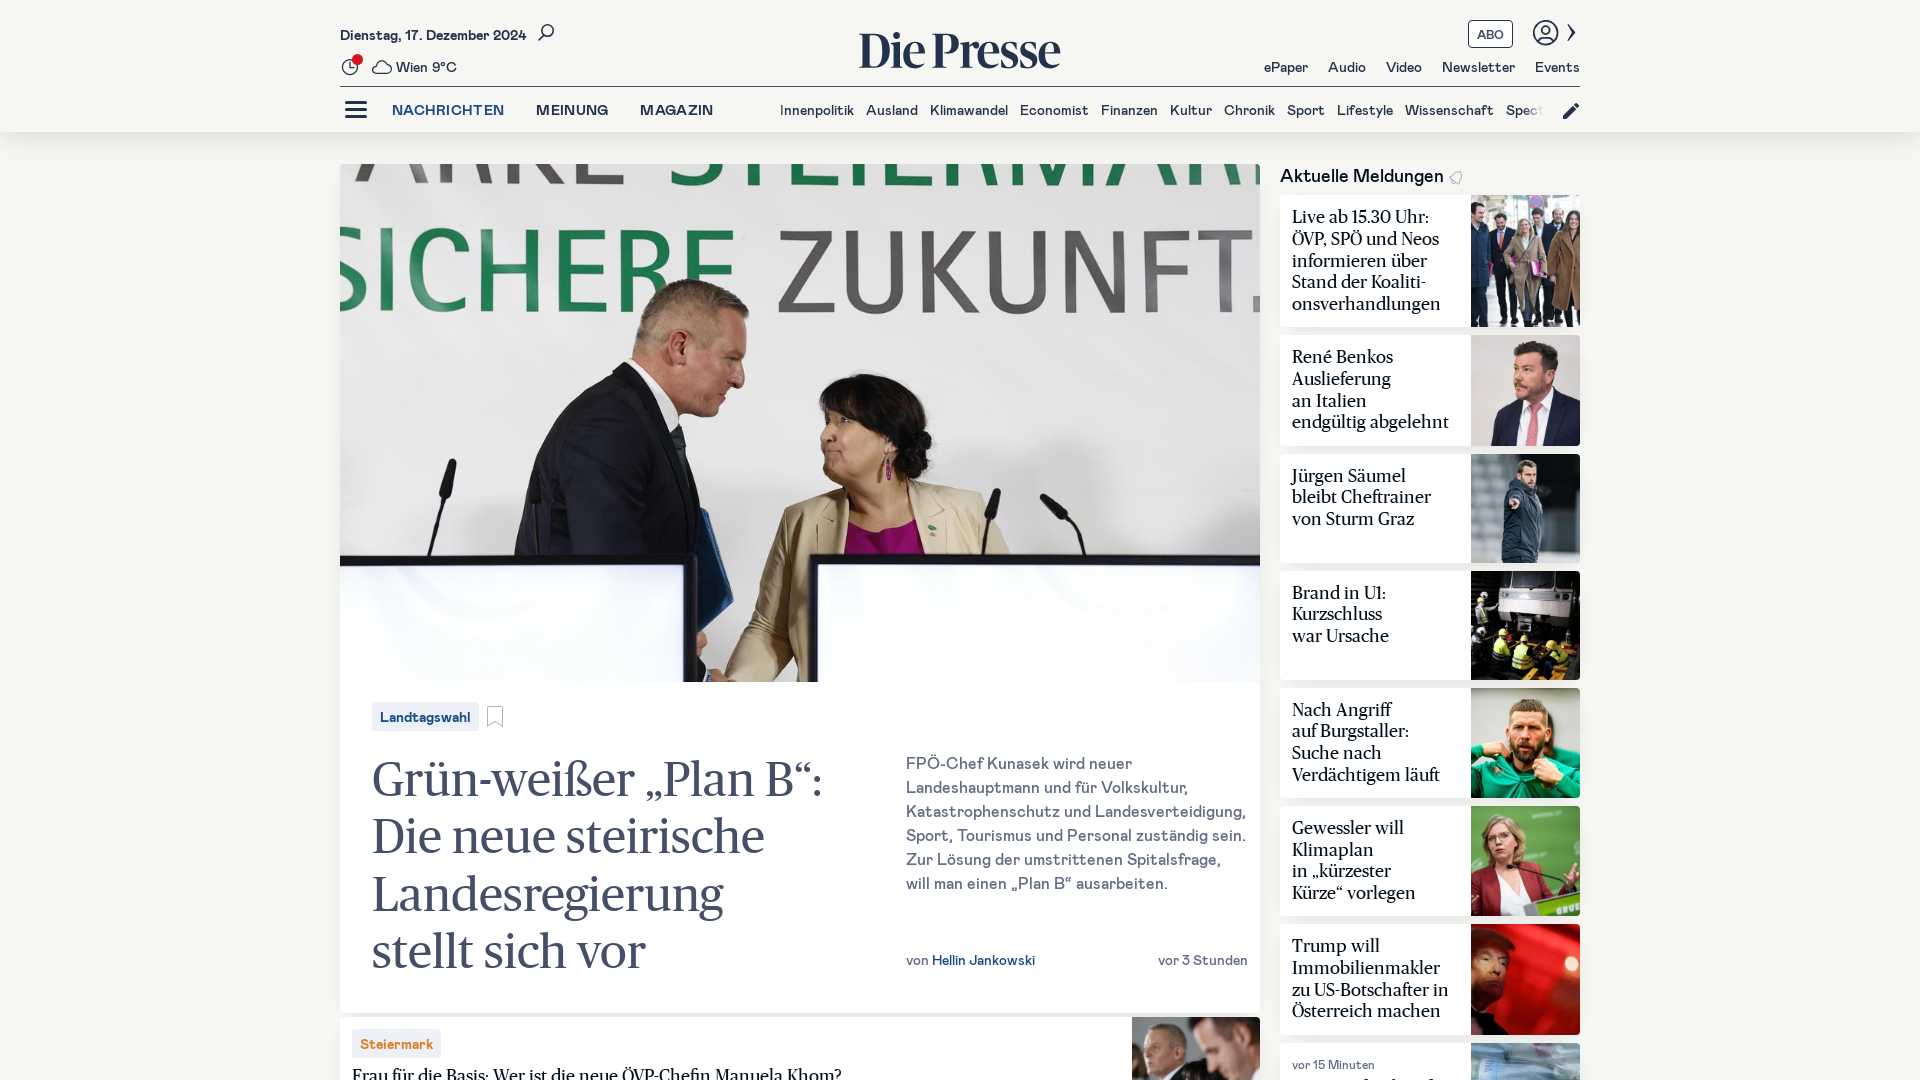 Dienstag, 17. Dezember 2024
Wien 9°C
Die Presse
ABO
ePaper
Audio
Video
Newsletter
Events
NACHRICHTEN
MEINUNG
MAGAZIN
Innenpolitik
Ausland
Klimawandel
Economist
Finanzen
Kultur
Chronik
Sport
Lifestyle
Wissenschaft
Spect
SICHERE ZUKUNFT.
Landtagswahl
Grün-weißer „Plan B“:
Die neue steirische
Landesregierung
stellt sich vor
FPÖ-Chef Kunasek wird neuer
Landeshauptmann und für Volkskultur,
Katastrophenschutz und Landesverteidigung,
Sport, Tourismus und Personal zuständig sein.
Zur Lösung der umstrittenen Spitalsfrage,
will man einen „Plan B“ ausarbeiten.
von Hellin Jankowski
vor 3 Stunden
Steiermark
Frau für die Basis: Wer ist die neue ÖVP-Chefin Manuela Khom?
Aktuelle Meldungen
Live ab 15.30 Uhr:
ÖVP, SPÖ und Neos
informieren über
Stand der Koaliti-
onsverhandlungen
René Benkos
Auslieferung
an Italien
endgültig abgelehnt
Jürgen Säumel
bleibt Cheftrainer
von Sturm Graz
Brand in U1:
Kurzschluss
war Ursache
Nach Angriff
auf Burgstaller:
Suche nach
Verdächtigem läuft
Gewessler will
Klimaplan
in „kürzester
Kürze“ vorlegen
Trump will
Immobilienmakler
zu US-Botschafter in
Österreich machen
vor 15 Minuten